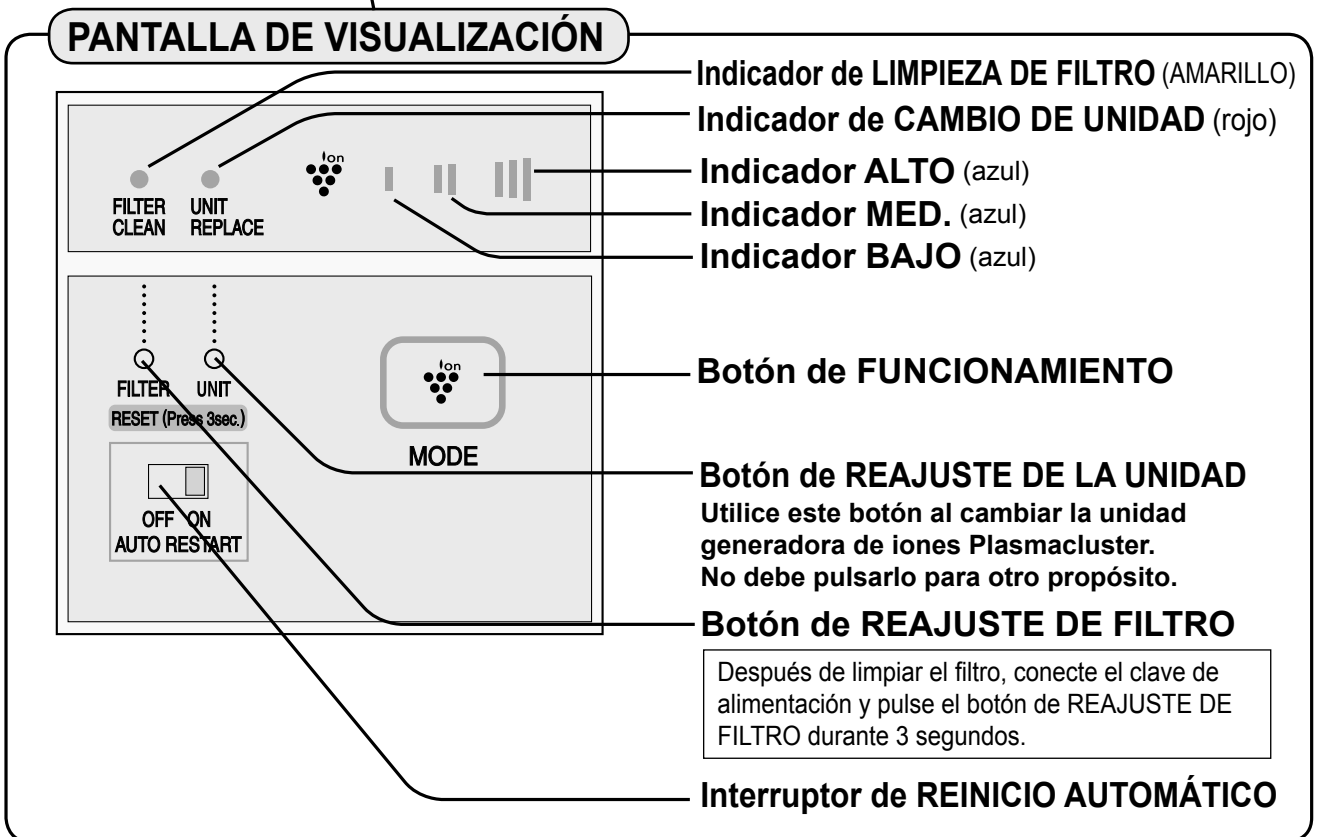 PANTALLA DE VISUALIZACIÓN
Indicador de LIMPIEZA DE FILTRO (AMARILLO)
Indicador de CAMBIO DE UNIDAD (rojo)
Indicador ALTO (azul)
Indicador MED. (azul)
Indicador BAJO (azul)
ion
FILTER
CLEAN
UNIT
REPLACE
FILTER
UNIT
RESET (Press 3sec.)
OFF ON
AUTO RESTART
ion
MODE
Botón de FUNCIONAMIENTO
Botón de REAJUSTE DE LA UNIDAD
Utilice este botón al cambiar la unidad
generadora de iones Plasmacluster.
No debe pulsarlo para otro propósito.
Botón de REAJUSTE DE FILTRO
Después de limpiar el filtro, conecte el clave de
alimentación y pulse el botón de REAJUSTE DE
FILTRO durante 3 segundos.
Interruptor de REINICIO AUTOMÁTICO